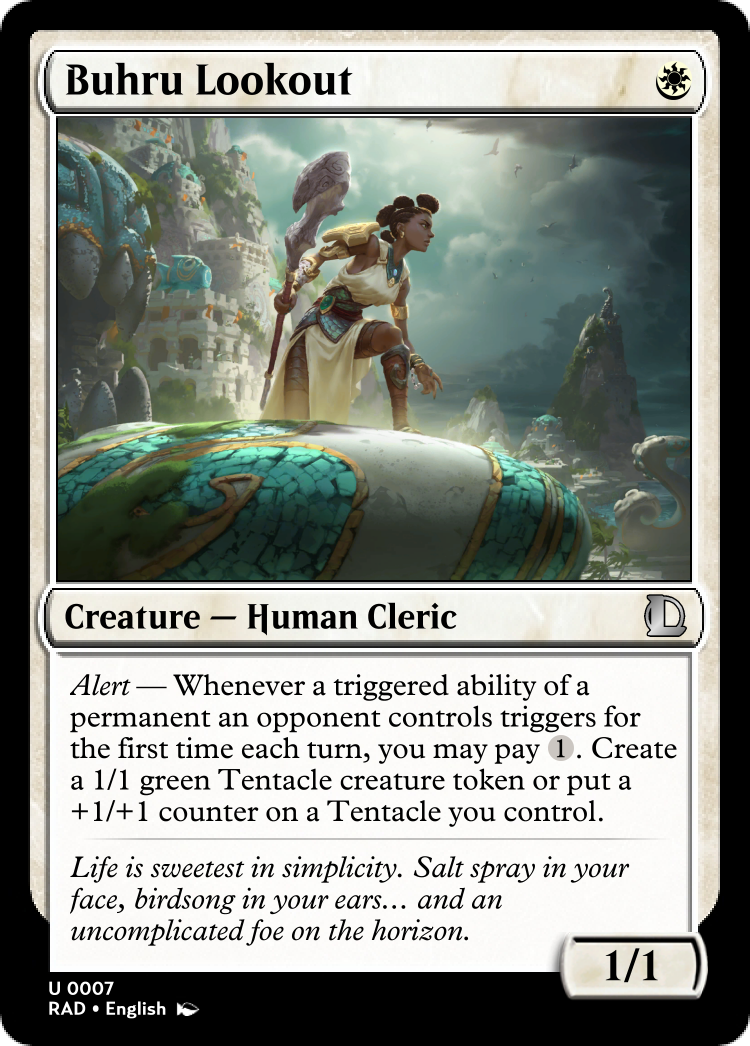 Buhru Lookout
Creature — Human Cleric
Alert — Whenever a triggered ability of a
permanent an opponent controls triggers for
the first time each turn, you may pay 1. Create
a 1/1 green Tentacle creature token or put a
+1/+1 counter on a Tentacle you control.
Life is sweetest in simplicity. Salt spray in your
face, birdsong in your ears… and an
uncomplicated foe on the horizon.
1/1
U 0007
RAD • English